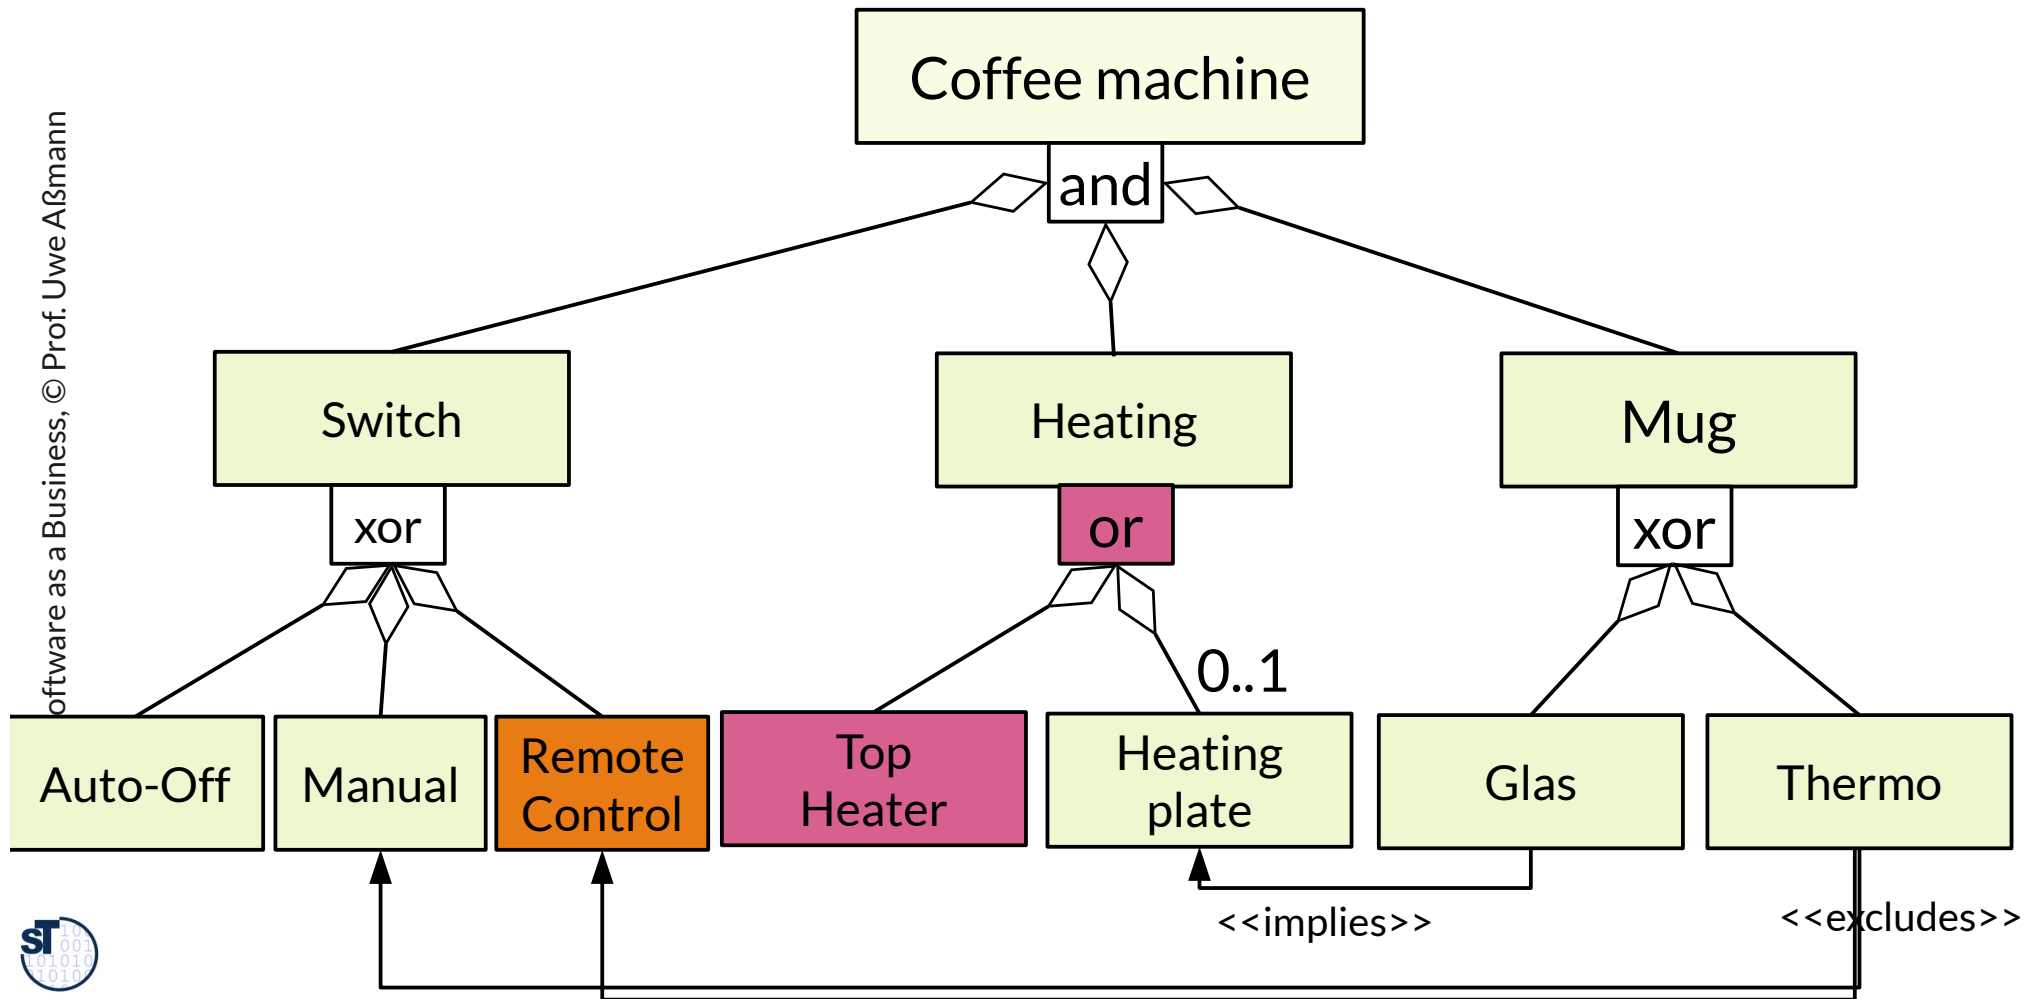 Coffee machine
and
oftware as a Business, © Prof. Uwe Aßmann
Switch
Heating
Mug
xor
or
xor
0..1
Auto-Off
Manual
Remote
Control
Top
Heater
Heating
plate
Glas
Thermo
<<implies>>
<<excludes>>
ST